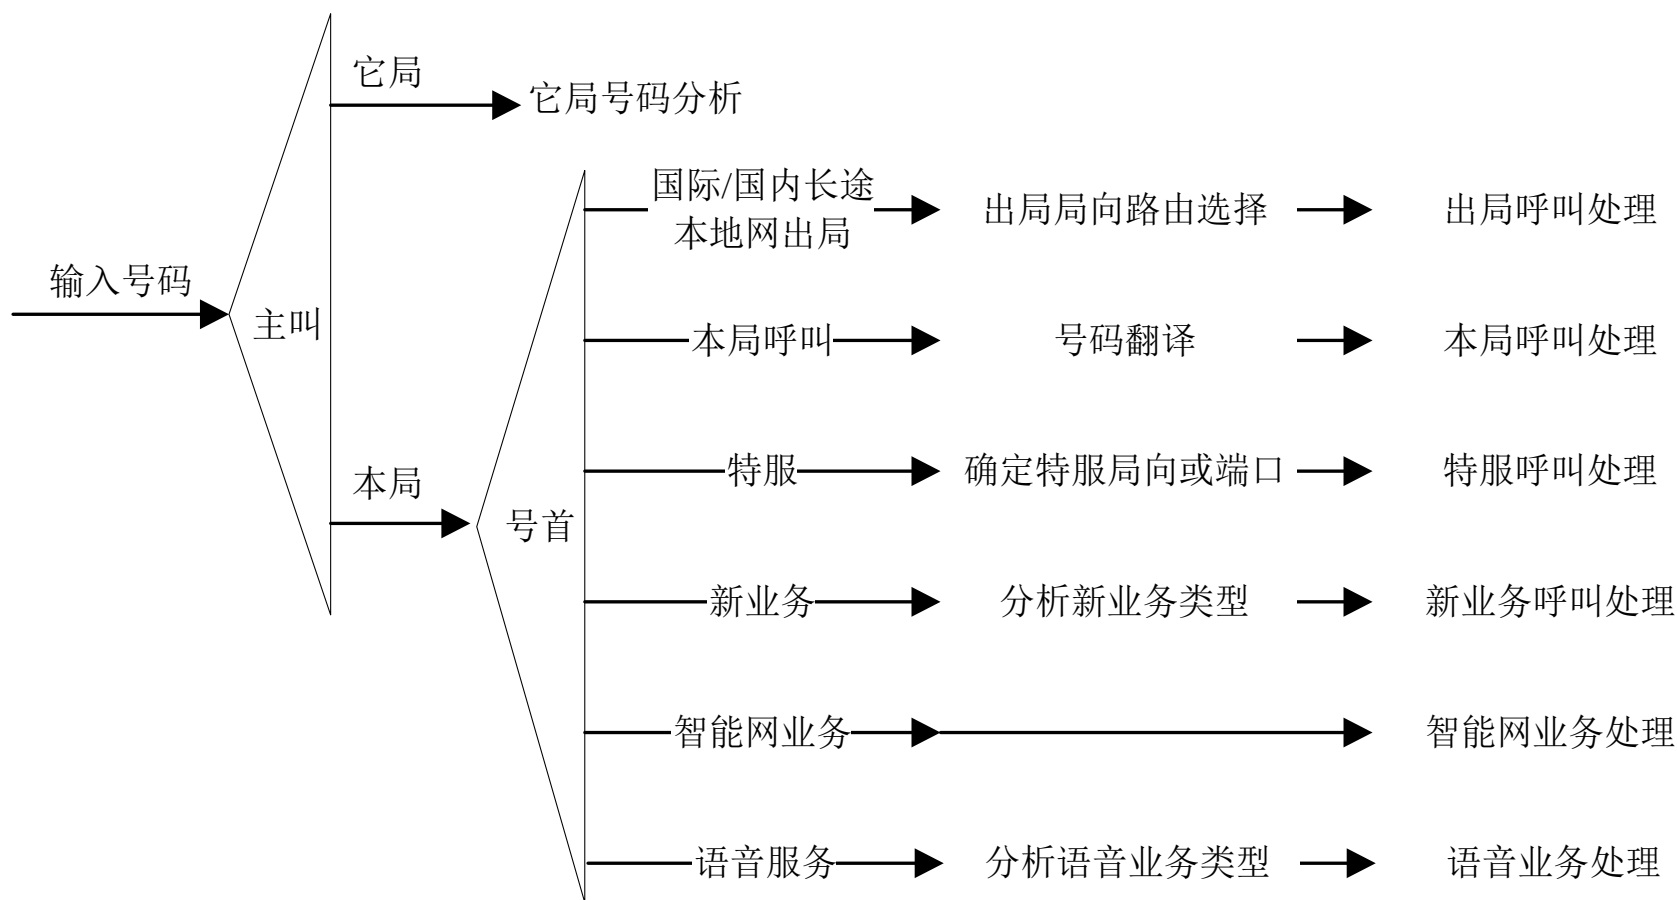 它局
它局号码分析
国际/国内长途
本地网出局
出局局向路由选择
出局呼叫处理
输入号码
主叫
本局呼叫
号码翻译
本局呼叫处理
本局
号首
特服
确定特服局向或端口
特服呼叫处理
新业务
分析新业务类型
新业务呼叫处理
智能网业务
智能网业务处理
语音服务
分析语音业务类型
语音业务处理